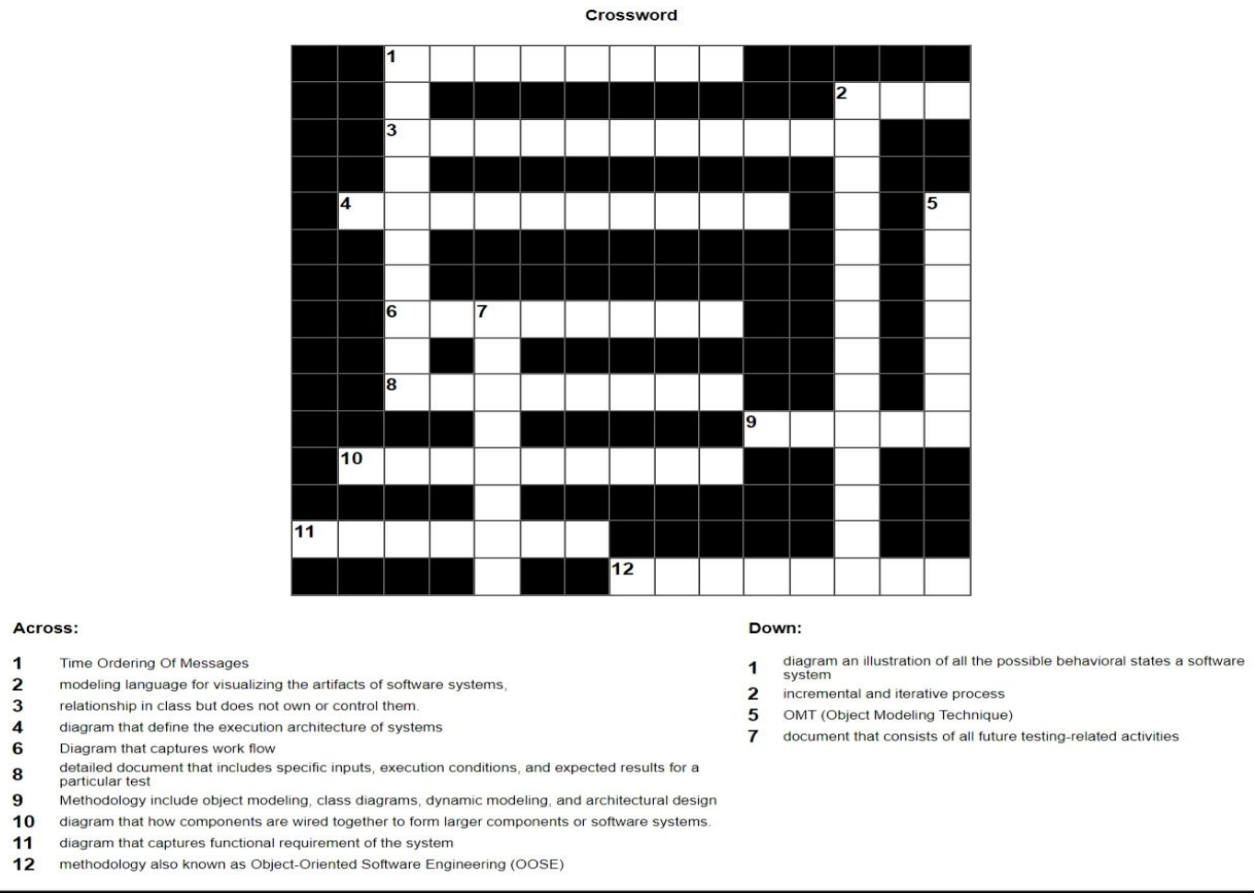 Crossword
1
2
3
4
5
6
7
8
9
10
11
12
Across:
1 Time Ordering Of Messages
2 modeling language for visualizing the artifacts of software systems,
3 relationship in class but does not own or control them.
4 diagram that define the execution architecture of systems
6 Diagram that captures work flow
8 detailed document that includes specific inputs, execution conditions, and expected results for a
particular test
9 Methodology include object modeling, class diagrams, dynamic modeling, and architectural design
10 diagram that how components are wired together to form larger components or software systems.
11 diagram that captures functional requirement of the system
12 methodology also known as Object-Oriented Software Engineering (OOSE)
Down:
1 diagram an illustration of all the possible behavioral states a software
system
2 incremental and iterative process
5 OMT (Object Modeling Technique)
7 document that consists of all future testing-related activities